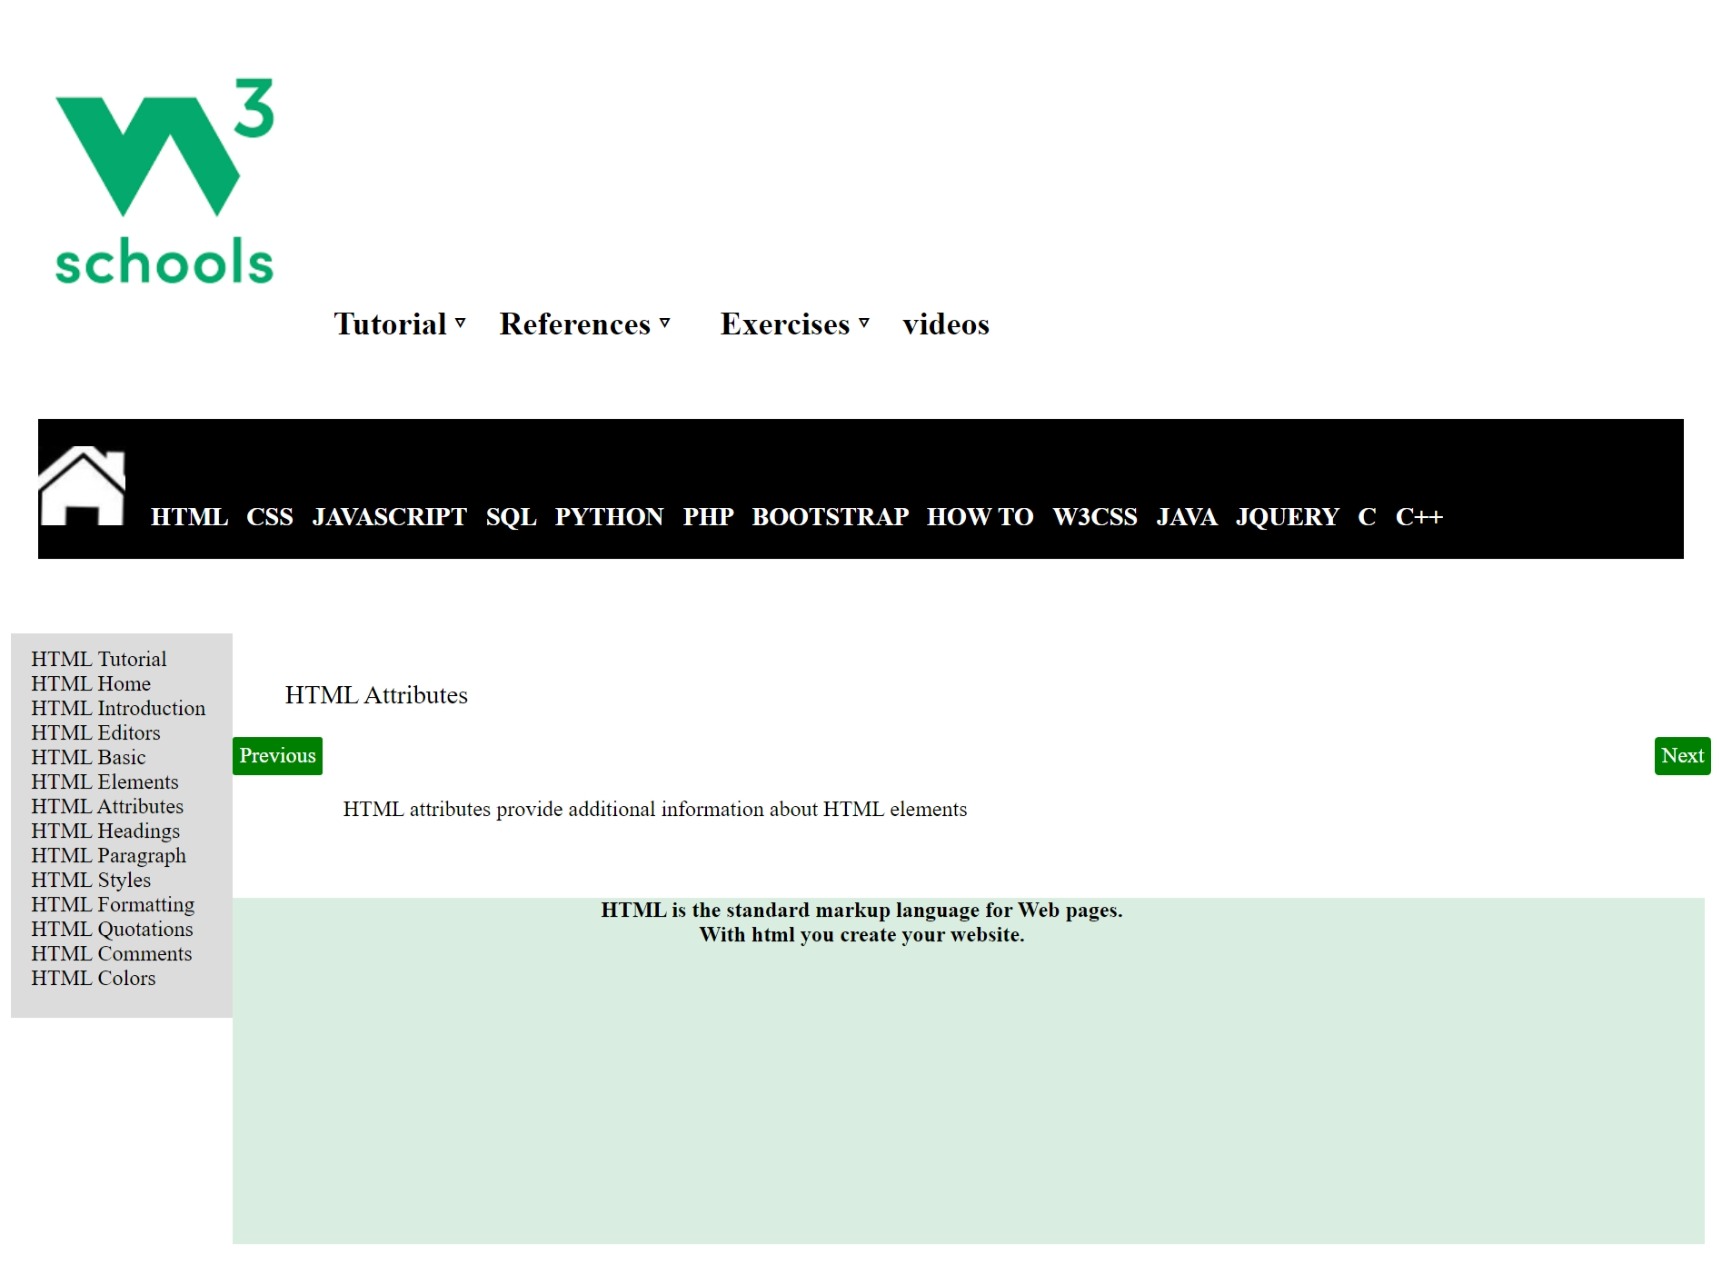 3
schools
Tutorial ▿ References ▿ Exercises ▿ videos
HTML CSS JAVASCRIPT SQL PYTHON PHP BOOTSTRAP HOW TO W3CSS JAVA JQUERY C C++
HTML Tutorial
HTML Home
HTML Introduction
HTML Editors
HTML Basic
HTML Elements
HTML Attributes
HTML Headings
HTML Paragraph
HTML Styles
HTML Formatting
HTML Quotations
HTML Comments
HTML Colors
HTML Attributes
Previous Next
HTML attributes provide additional information about HTML elements
HTML is the standard markup language for Web pages.
With html you create your website.